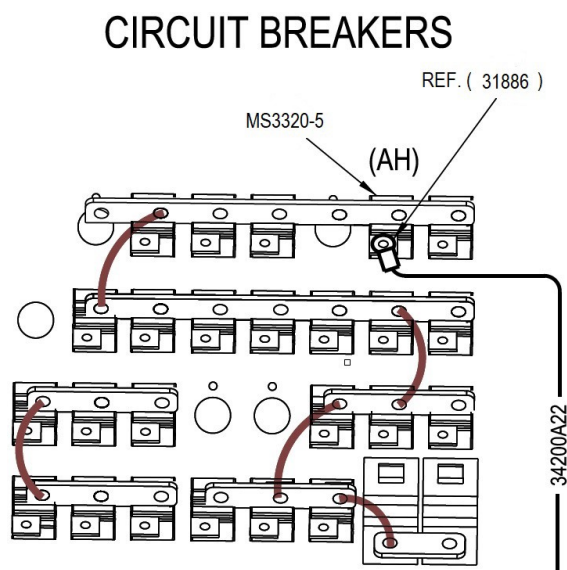 CIRCUIT BREAKERS
REF. ( 31886 )
MS3320-5
(AH)
34200A22